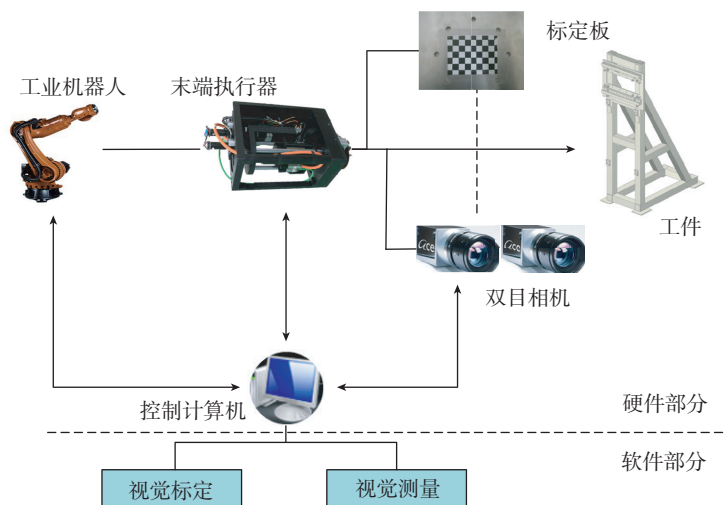 标定板
工业机器人
末端执行器
工件
双目相机
控制计算机
硬件部分
软件部分
视觉标定
视觉测量